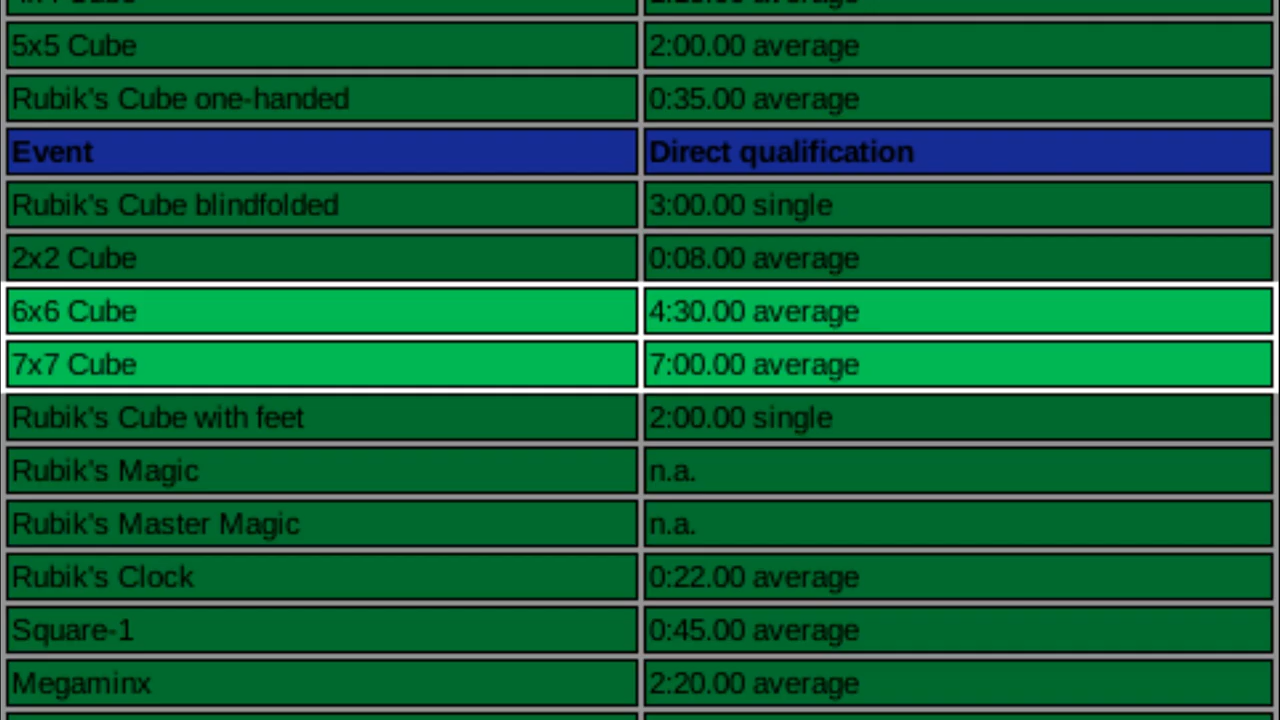 5x5 Cube 2:00.00 average
Rubik's Cube one-handed 0:35.00 average
Event Direct qualification
Rubik's Cube blindfolded 3:00.00 single
2x2 Cube 0:08.00 average
6x6 Cube 4:30.00 average
7x7 Cube 7:00.00 average
Rubik's Cube with feet 2:00.00 single
Rubik's Magic n.a.
Rubik's Master Magic n.a.
Rubik's Clock 0:22.00 average
Square-1 0:45.00 average
Megaminx 2:20.00 average